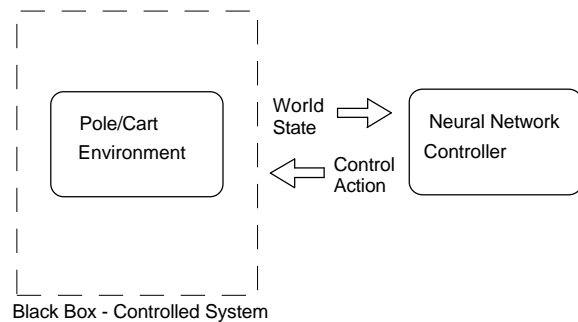 Pole/Cart
Environment
World
State
Control
Action
Neural Network
Controller
Black Box - Controlled System